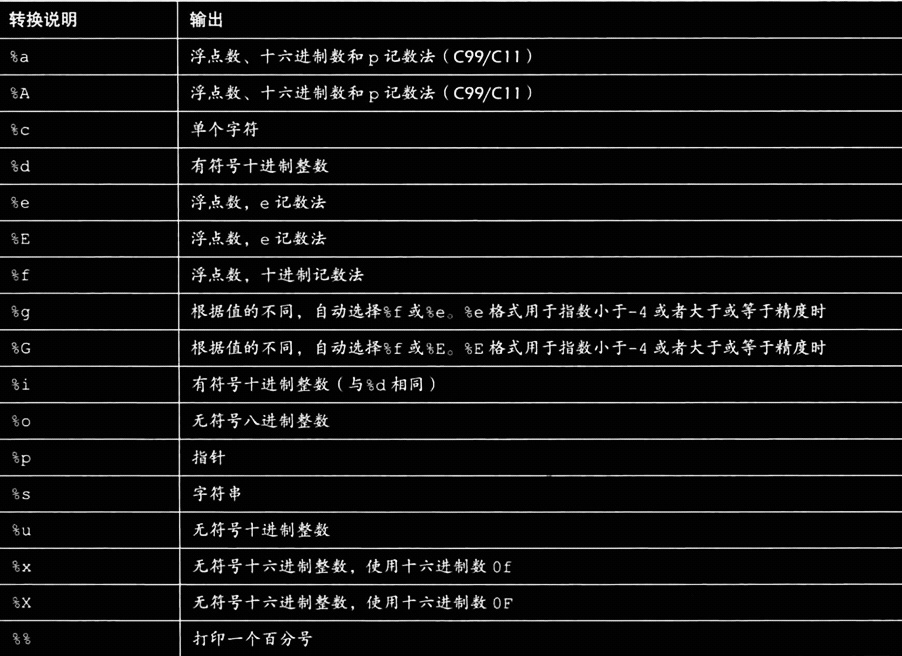 转换说明 输出
%a 浮点数、十六进制数和 p 记数法（C99/C11）
%A 浮点数、十六进制数和 p 记数法（C99/C11）
%c 单个字符
%d 有符号十进制整数
%e 浮点数，e 记数法
%E 浮点数，e 记数法
%f 浮点数，十进制记数法
%g 根据值的不同，自动选择%f 或%e。%e 格式用于指数小于-4 或者大于或等于精度时
%G 根据值的不同，自动选择%f 或%E。%E 格式用于指数小于-4 或者大于或等于精度时
%i 有符号十进制整数（与%d 相同）
%o 无符号八进制整数
%p 指针
%s 字符串
%u 无符号十进制整数
%x 无符号十六进制整数，使用十六进制数 0f
%X 无符号十六进制整数，使用十六进制数 0F
%% 打印一个百分号